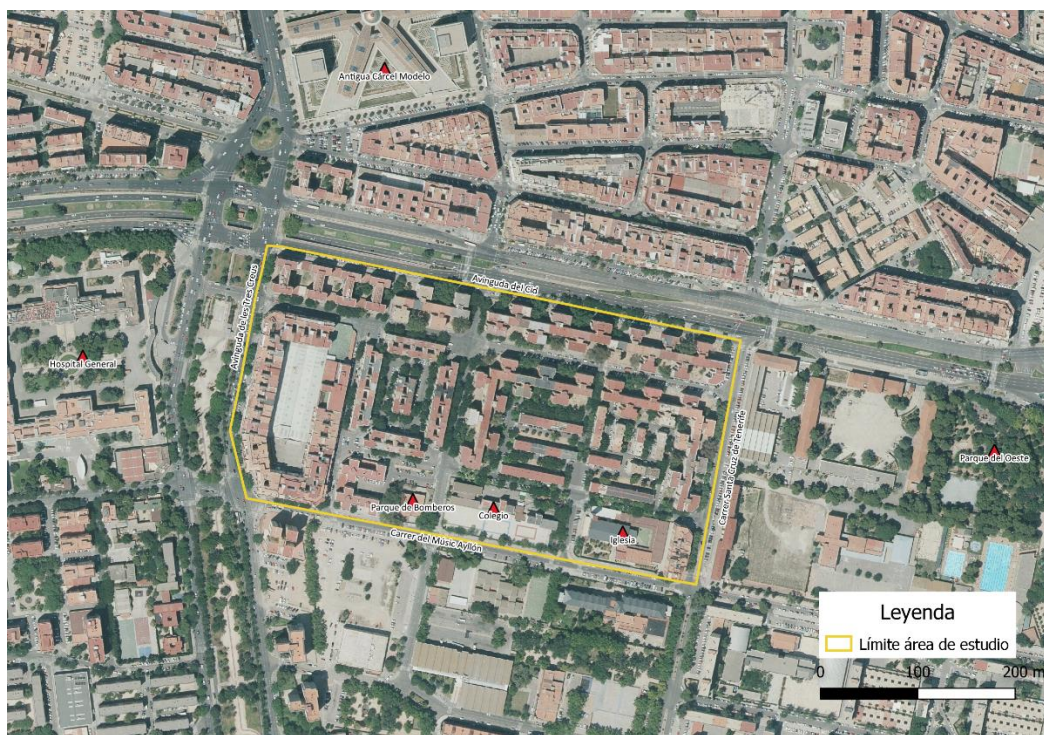 Antigua Cárcel Modelo
Avinguda del Cid
Avinguda de les Tres Creus
Hospital General
Carrer Santa Cruz de Tenerife
Parque del Oeste
Parque de Bomberos
Colegio
Iglesia
Carrer del Músic Ayllón
Leyenda
Límite área de estudio
0 100 200 m